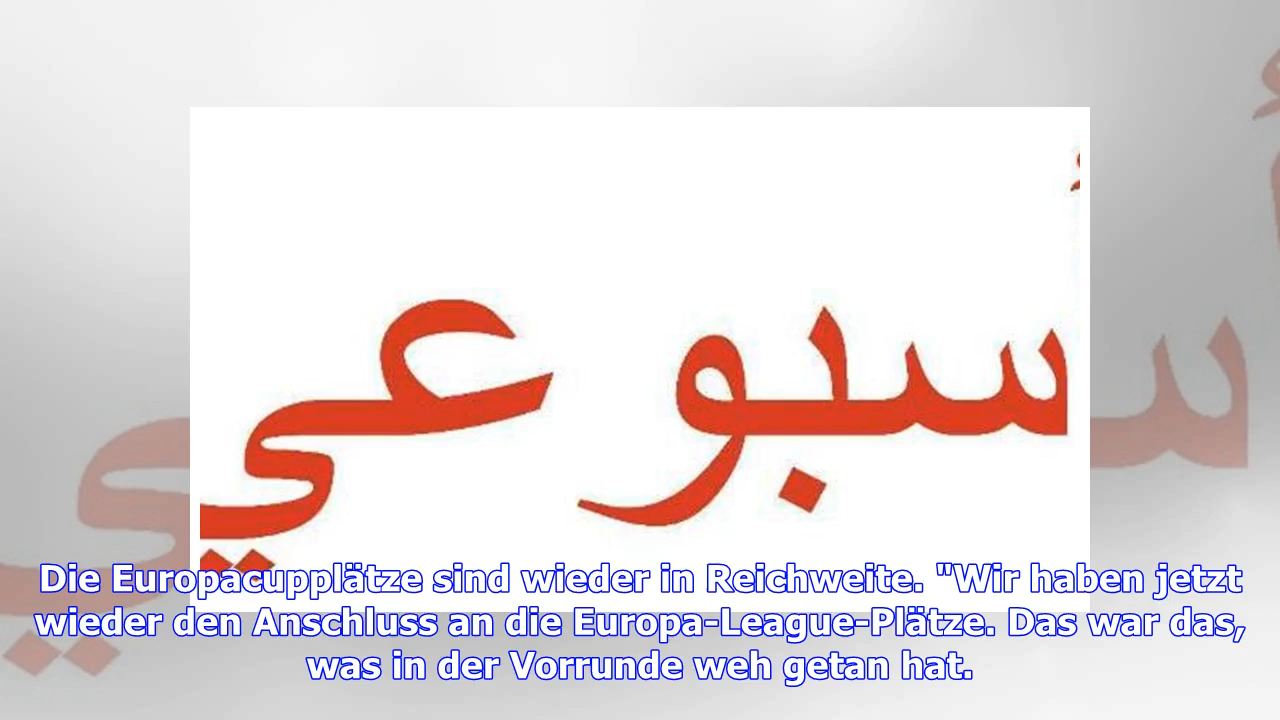 أسبوعي
Die Europacupplätze sind wieder in Reichweite. "Wir haben jetzt
wieder den Anschluss an die Europa-League-Plätze. Das war das,
was in der Vorrunde weh getan hat.